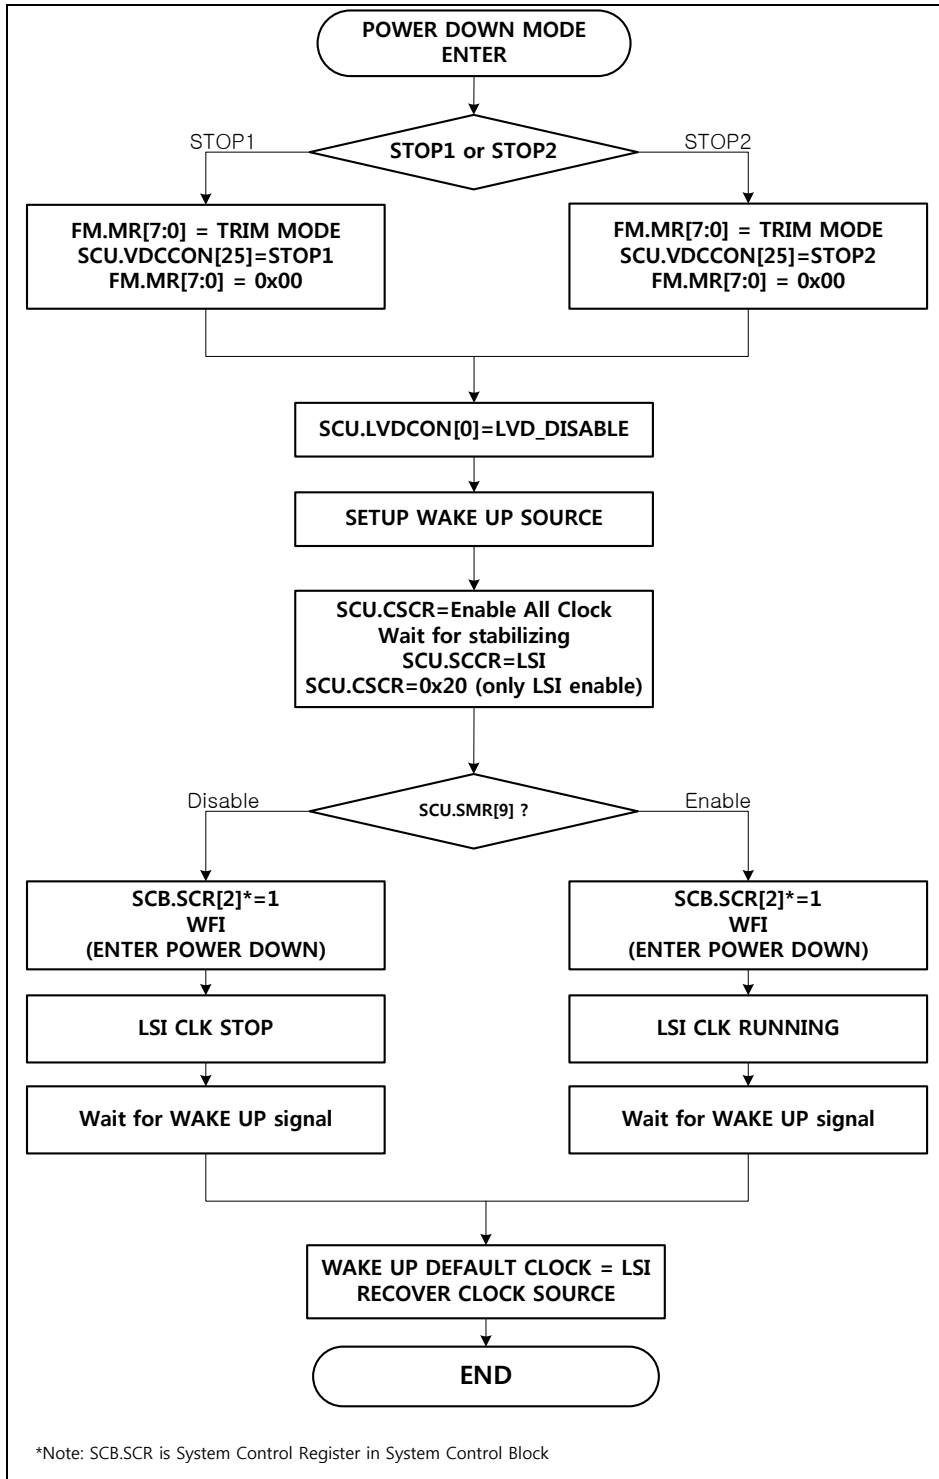 POWER DOWN MODE
ENTER
STOP1
STOP1 or STOP2
STOP2
FM.MR[7:0] = TRIM MODE
SCU.VDCCON[25]=STOP1
FM.MR[7:0] = 0x00
FM.MR[7:0] = TRIM MODE
SCU.VDCCON[25]=STOP2
FM.MR[7:0] = 0x00
SCU.LVDCON[0]=LVD_DISABLE
SETUP WAKE UP SOURCE
SCU.CSCR=Enable All Clock
Wait for stabilizing
SCU.SCCR=LSI
SCU.CSCR=0x20 (only LSI enable)
Disable
SCU.SMR[9] ?
Enable
SCB.SCR[2]*=1
WFI
(ENTER POWER DOWN)
SCB.SCR[2]*=1
WFI
(ENTER POWER DOWN)
LSI CLK STOP
LSI CLK RUNNING
Wait for WAKE UP signal
Wait for WAKE UP signal
WAKE UP DEFAULT CLOCK = LSI
RECOVER CLOCK SOURCE
END
*Note: SCB.SCR is System Control Register in System Control Block